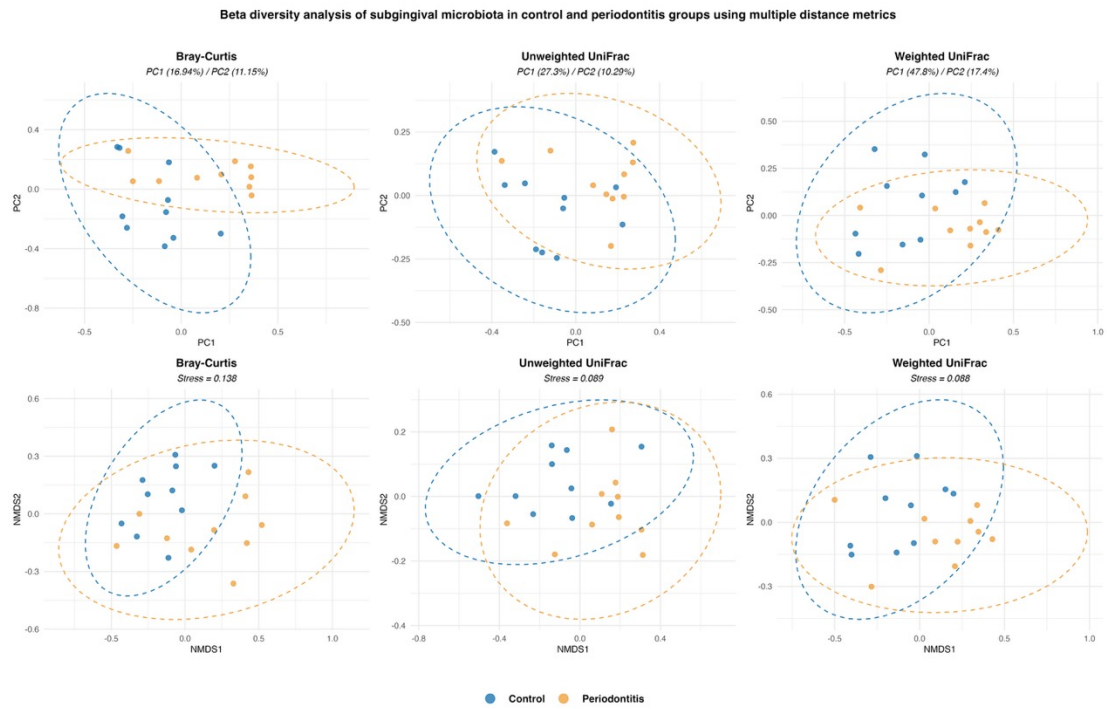 Beta diversity analysis of subgingival microbiota in control and periodontitis groups using multiple distance metrics
Bray-Curtis
PC1 (16.94%) / PC2 (11.15%)
PC2
0.4
0.0
-0.4
-0.8
-0.5
0.0
0.5
PC1
Unweighted UniFrac
PC1 (27.3%) / PC2 (10.29%)
PC2
0.25
0.00
-0.25
-0.50
-0.4
0.0
0.4
PC1
Weighted UniFrac
PC1 (47.8%) / PC2 (17.4%)
PC2
0.50
0.25
0.00
-0.25
-0.50
-0.5
0.0
0.5
1.0
PC1
Bray-Curtis
Stress = 0.138
NMDS2
0.6
0.3
0.0
-0.3
-0.6
-0.5
0.0
0.5
1.0
NMDS1
Unweighted UniFrac
Stress = 0.089
NMDS2
0.2
0.0
-0.2
-0.4
-0.8
-0.4
0.0
0.4
NMDS1
Weighted UniFrac
Stress = 0.088
NMDS2
0.6
0.3
0.0
-0.3
-0.5
0.0
0.5
1.0
NMDS1
Control
Periodontitis